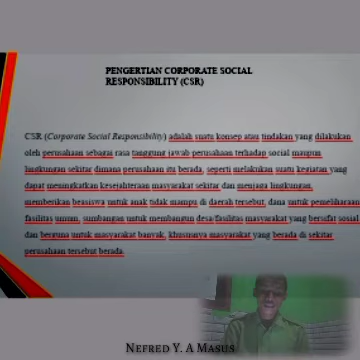 PENGERTIAN CORPORATE SOCIAL
RESPONSIBILITY (CSR)
CSR (Corporate Social Responsibility) adalah suatu konsep atau tindakan yang dilakukan
oleh perusahaan sebagai rasa tanggung jawab perusahaan terhadap social maupun
lingkungan sekitar dimana perusahaan itu berada, seperti melakukan suatu kegiatan yang
dapat meningkatkan kesejahteraan masyarakat sekitar dan menjaga lingkungan,
memberikan beasiswa untuk anak tidak mampu di daerah tersebut, dana untuk pemeliharaan
fasilitas umum, sumbangan untuk membangun desa/fasilitas masyarakat yang bersifat sosial
dan berguna untuk masyarakat banyak, khususnya masyarakat yang berada di sekitar
perusahaan tersebut berada.
NEFRED Y. A MASUS